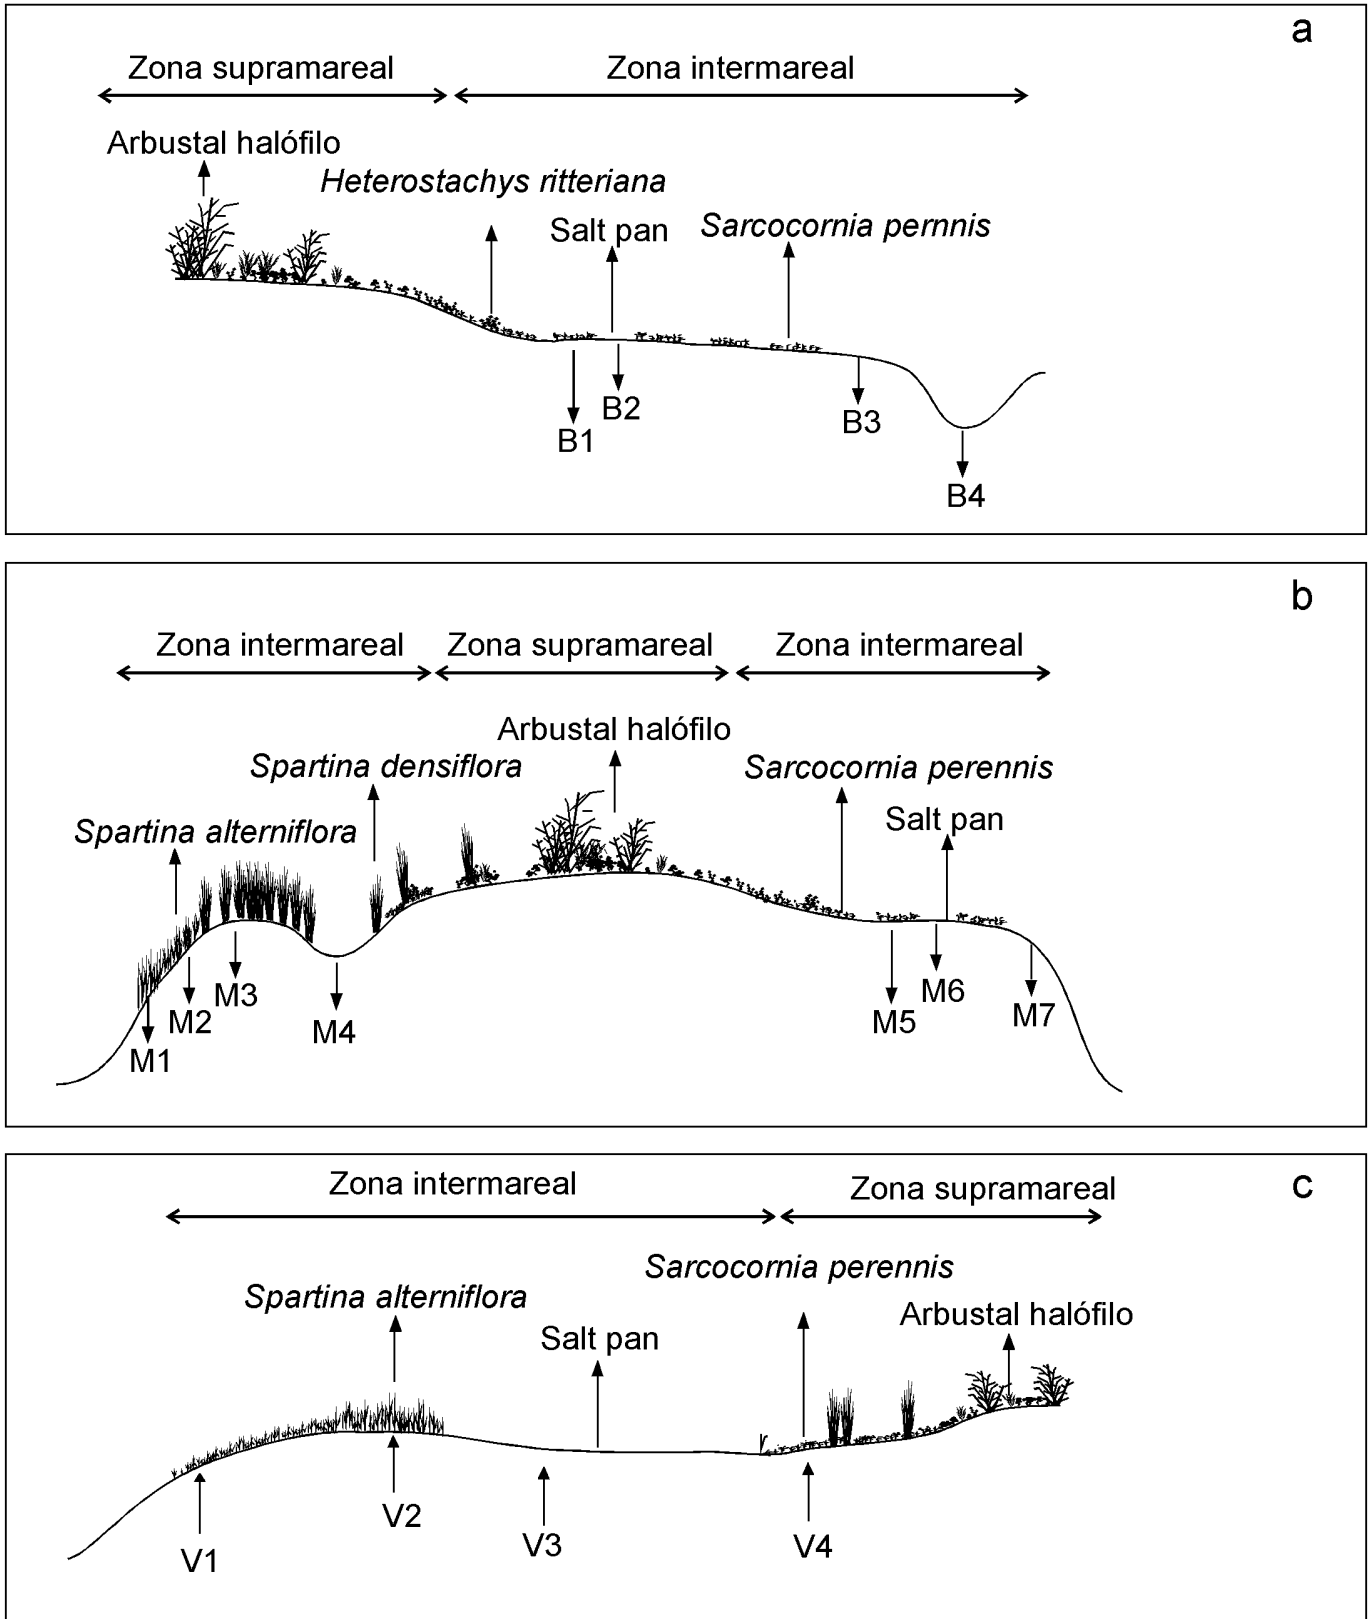 a
Zona supramareal
Zona intermareal
Arbustal halófilo
Heterostachys ritteriana
Salt pan
Sarcocornia pernnis
B1
B2
B3
B4
b
Zona intermareal
Zona supramareal
Zona intermareal
Arbustal halófilo
Spartina densiflora
Sarcocornia perennis
Spartina alterniflora
Salt pan
M1
M2
M3
M4
M5
M6
M7
c
Zona intermareal
Zona supramareal
Sarcocornia perennis
Spartina alterniflora
Arbustal halófilo
Salt pan
V1
V2
V3
V4